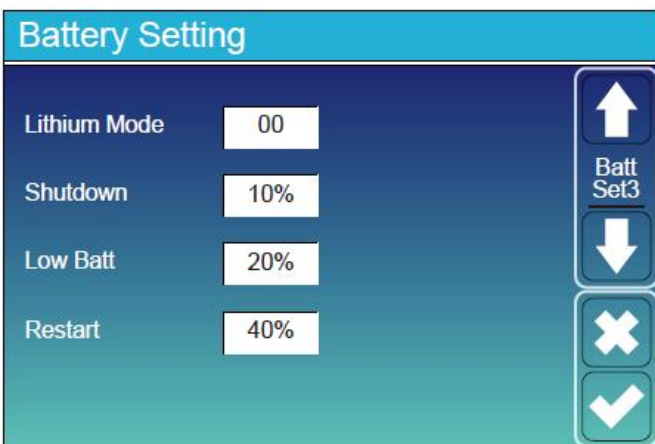 Battery Setting
Lithium Mode 00
Shutdown 10%
Low Batt 20%
Restart 40%
Batt
Set3